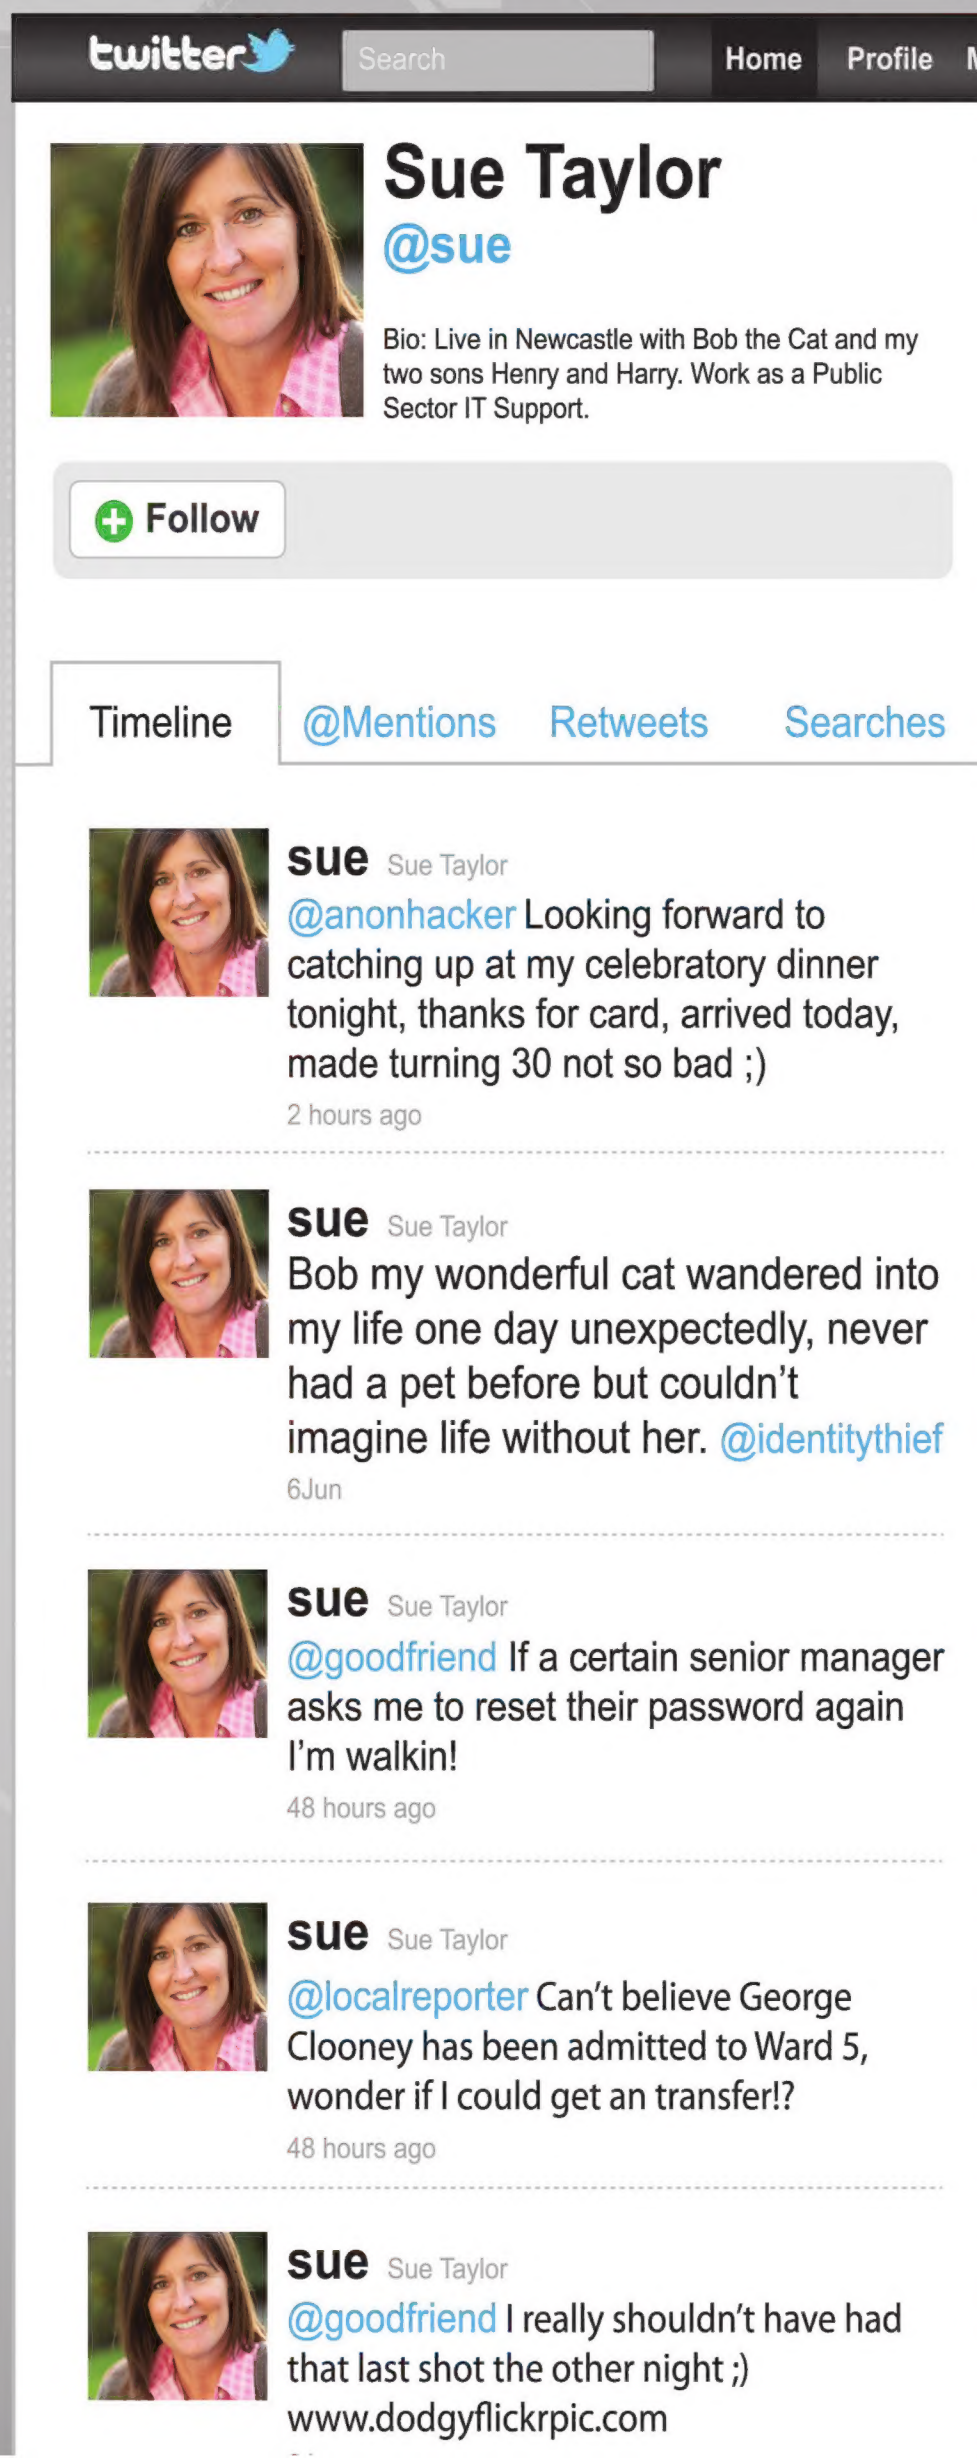 twitter Search Home Profile
Sue Taylor
@sue
Bio: Live in Newcastle with Bob the Cat and my
two sons Henry and Harry. Work as a Public
Sector IT Support.
Follow
Timeline @Mentions Retweets Searches
sue Sue Taylor
@anonhacker Looking forward to
catching up at my celebratory dinner
tonight, thanks for card, arrived today,
made turning 30 not so bad ;)
2 hours ago
sue Sue Taylor
Bob my wonderful cat wandered into
my life one day unexpectedly, never
had a pet before but couldn't
imagine life without her. @identitythief
6Jun
sue Sue Taylor
@goodfriend If a certain senior manager
asks me to reset their password again
I'm walkin!
48 hours ago
sue Sue Taylor
@localreporter Can't believe George
Clooney has been admitted to Ward 5,
wonder if I could get an transfer!?
48 hours ago
sue Sue Taylor
@goodfriend I really shouldn't have had
that last shot the other night ;)
www.dodgyflickrpic.com